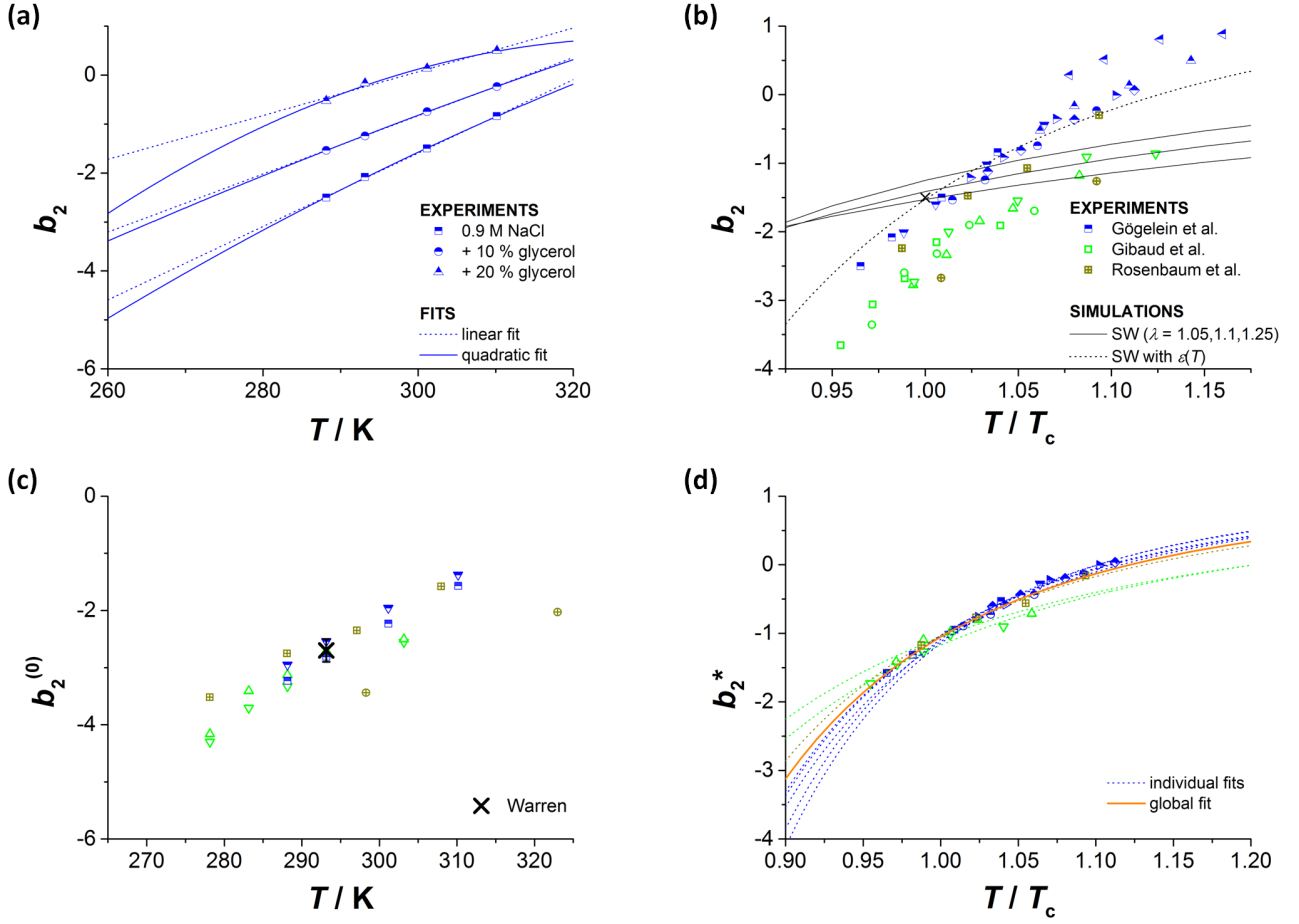 (a)
1
0
-2
-4
-6
b2
260
280
300
320
T / K
EXPERIMENTS
0.9 M NaCl
+ 10 % glycerol
+ 20 % glycerol
FITS
linear fit
quadratic fit
(b)
1
0
-1
-2
-3
-4
b2
0.95
1.00
1.05
1.10
1.15
T / Tc
EXPERIMENTS
Gögelein et al.
Gibaud et al.
Rosenbaum et al.
SIMULATIONS
SW (λ = 1.05,1.1,1.25)
SW with ε(T)
(c)
0
-2
-4
-6
b2(0)
270
280
290
300
310
320
T / K
Warren
(d)
1
0
-1
-2
-3
-4
b2*
0.90
0.95
1.00
1.05
1.10
1.15
1.20
T / Tc
individual fits
global fit